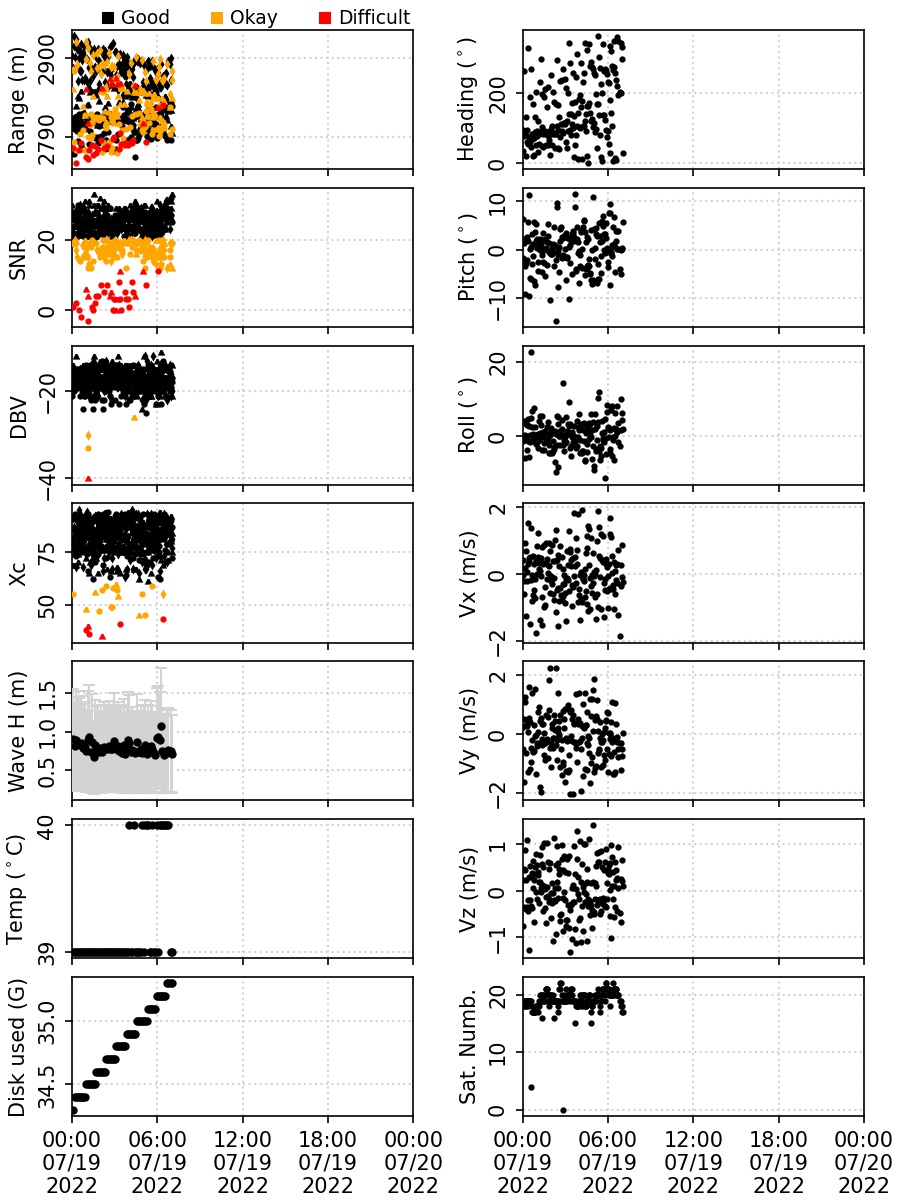 Good Okay Difficult
Range (m)
2900
2790
Heading (°)
200
0
SNR
20
0
Pitch (°)
10
0
−10
DBV
−20
−40
Roll (°)
20
0
Xc
75
50
Vx (m/s)
2
0
−2
Wave H (m)
1.5
1.0
0.5
Vy (m/s)
2
0
−2
Temp (°C)
40
39
Vz (m/s)
1
0
−1
Disk used (G)
35.0
34.5
Sat. Numb.
20
10
0
00:00 06:00 12:00 18:00 00:00
07/19 07/19 07/19 07/19 07/20
2022 2022 2022 2022 2022
00:00 06:00 12:00 18:00 00:00
07/19 07/19 07/19 07/19 07/20
2022 2022 2022 2022 2022